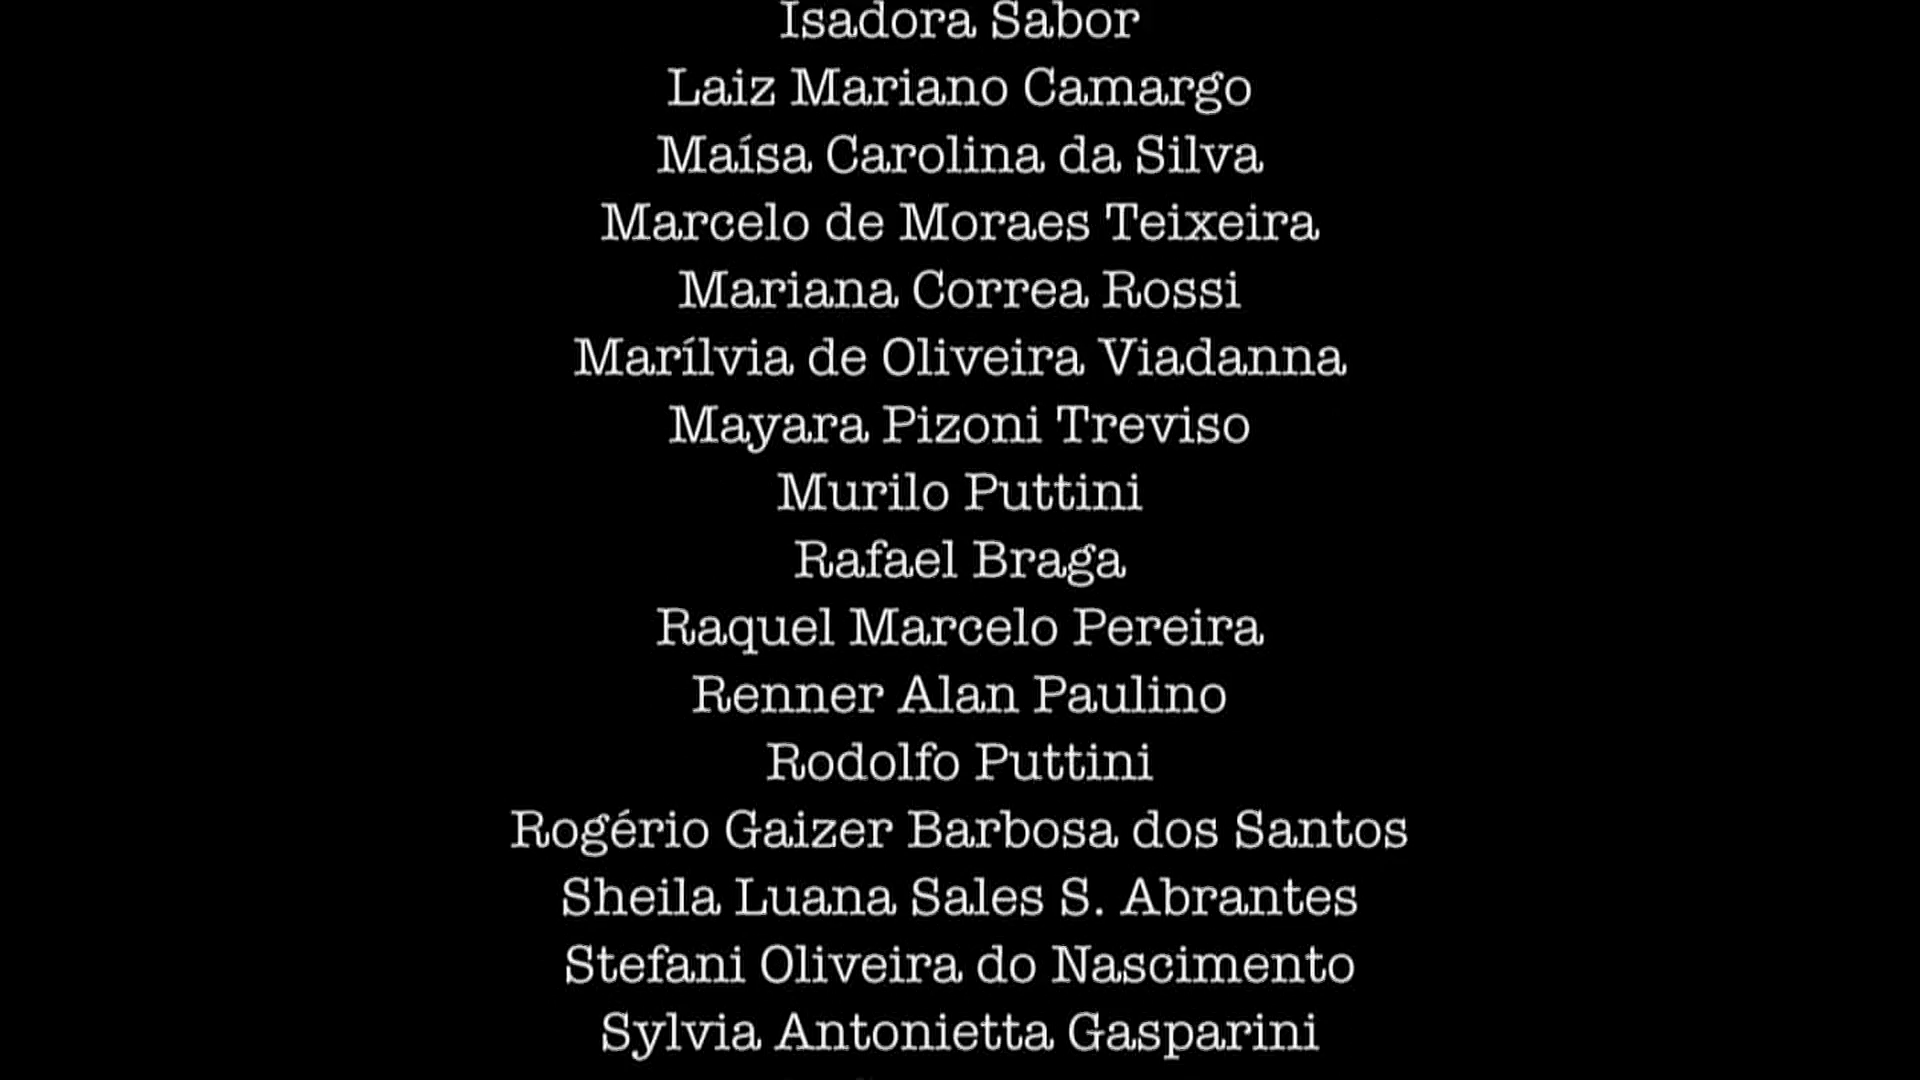 Isadora Sabor
Laiz Mariano Camargo
Maísa Carolina da Silva
Marcelo de Moraes Teixeira
Mariana Correa Rossi
Marílvia de Oliveira Viadanna
Mayara Pizoni Treviso
Murilo Puttini
Rafael Braga
Raquel Marcelo Pereira
Renner Alan Paulino
Rodolfo Puttini
Rogério Gaizer Barbosa dos Santos
Sheila Luana Sales S. Abrantes
Stefani Oliveira do Nascimento
Sylvia Antonietta Gasparini